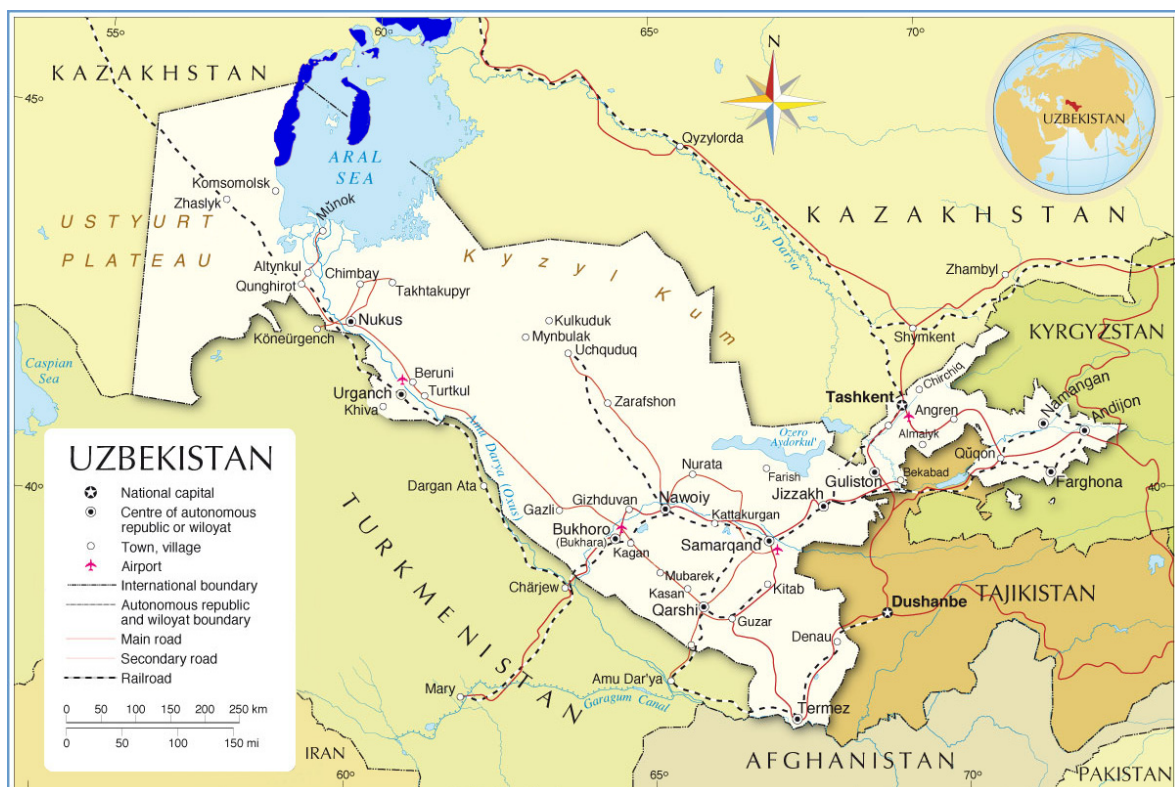 55°
60°
65°
70°
N
KAZAKHSTAN
45°
UZBEKISTAN
Qyzylorda
ARAL
SEA
Komsomolsk
Zhaslyk
Mŭnok
USTYURT
PLATEAU
KAZAKHSTAN
Syr Darya
Kyzyl Kum
Altynkul
Chimbay
Qunghirot
Takhtakupyr
Zhambyl
Nukus
Köneürgench
Kulkuduk
Mynbulak
Uchquduq
Shymkent
KYRGYZSTAN
Caspian
Sea
Beruni
Urganch
Turtkul
Khiva
Zarafshon
Chirchiq
Tashkent
Angren
Namangan
Andijon
Almalyk
Amu Darya (Oxus)
Ozero
Aydorkul'
Qŭqon
Nurata
Farish
Bekabad
Guliston
Farghona
40°
40°
Dargan Ata
Gizhduvan
Nawoiy
Jizzakh
Gazli
Kattakurgan
Bukhoro
(Bukhara)
Kagan
Samarqand
TURKMENISTAN
Mubarek
Chärjew
Kasan
Kitab
Qarshi
Guzar
Dushanbe
TAJIKISTAN
Denau
Mary
Amu Dar'ya
Garagum Canal
Termez
IRAN
AFGHANISTAN
PAKISTAN
60°
65°
70°
UZBEKISTAN
National capital
Centre of autonomous
republic or wiloyat
Town, village
Airport
International boundary
Autonomous republic
and wiloyat boundary
Main road
Secondary road
Railroad
0 50 100 150 200 250 km
0 50 100 150 mi